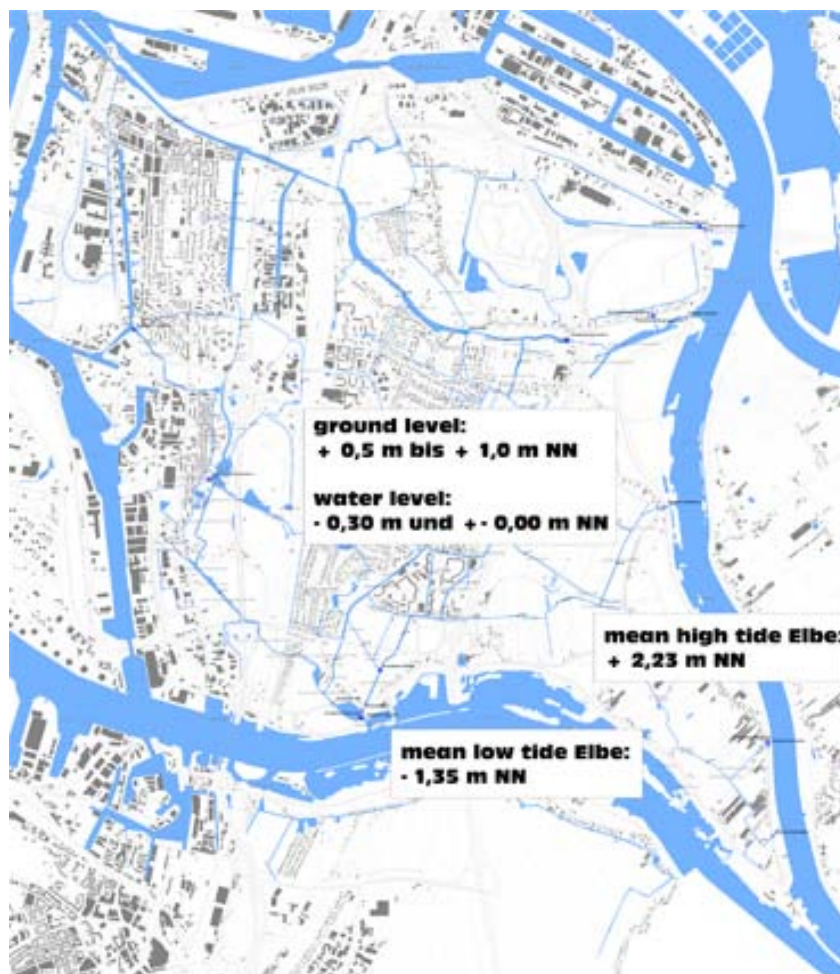 ground level:
+ 0,5 m bis + 1,0 m NN
water level:
- 0,30 m und +- 0,00 m NN
mean high tide Elbe:
+ 2,23 m NN
mean low tide Elbe:
- 1,35 m NN